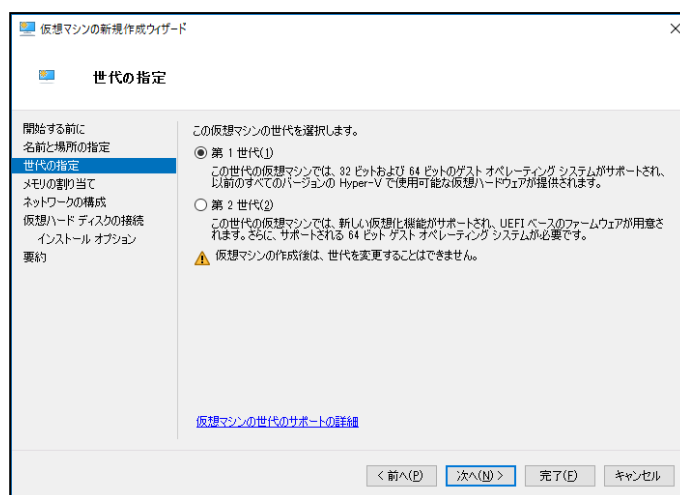 仮想マシンの新規作成ウィザード
世代の指定
開始する前に
名前と場所の指定
世代の指定
メモリの割り当て
ネットワークの構成
仮想ハード ディスクの接続
インストール オプション
要約
この仮想マシンの世代を選択します。
第 1 世代(1)
この世代の仮想マシンでは、32 ビットおよび 64 ビットのゲスト オペレーティング システムがサポートされ、
以前のすべてのバージョンの Hyper-V で使用可能な仮想ハードウェアが提供されます。
第 2 世代(2)
この世代の仮想マシンでは、新しい仮想化機能がサポートされ、UEFI ベースのファームウェアが用意さ
れます。さらに、サポートされる 64 ビット ゲスト オペレーティング システムが必要です。
仮想マシンの作成後は、世代を変更することはできません。
仮想マシンの世代のサポートの詳細
< 前へ(P)
次へ(N) >
完了(F)
キャンセル